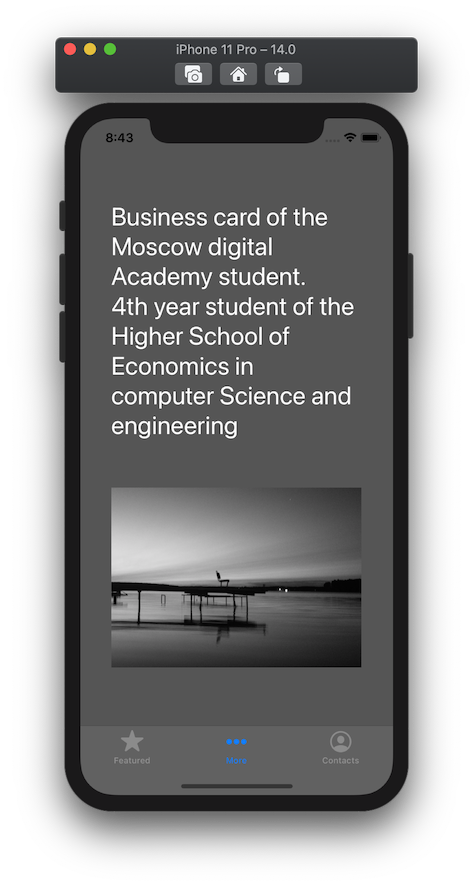 iPhone 11 Pro – 14.0
8:43
Business card of the
Moscow digital
Academy student.
4th year student of the
Higher School of
Economics in
computer Science and
engineering
Featured
More
Contacts